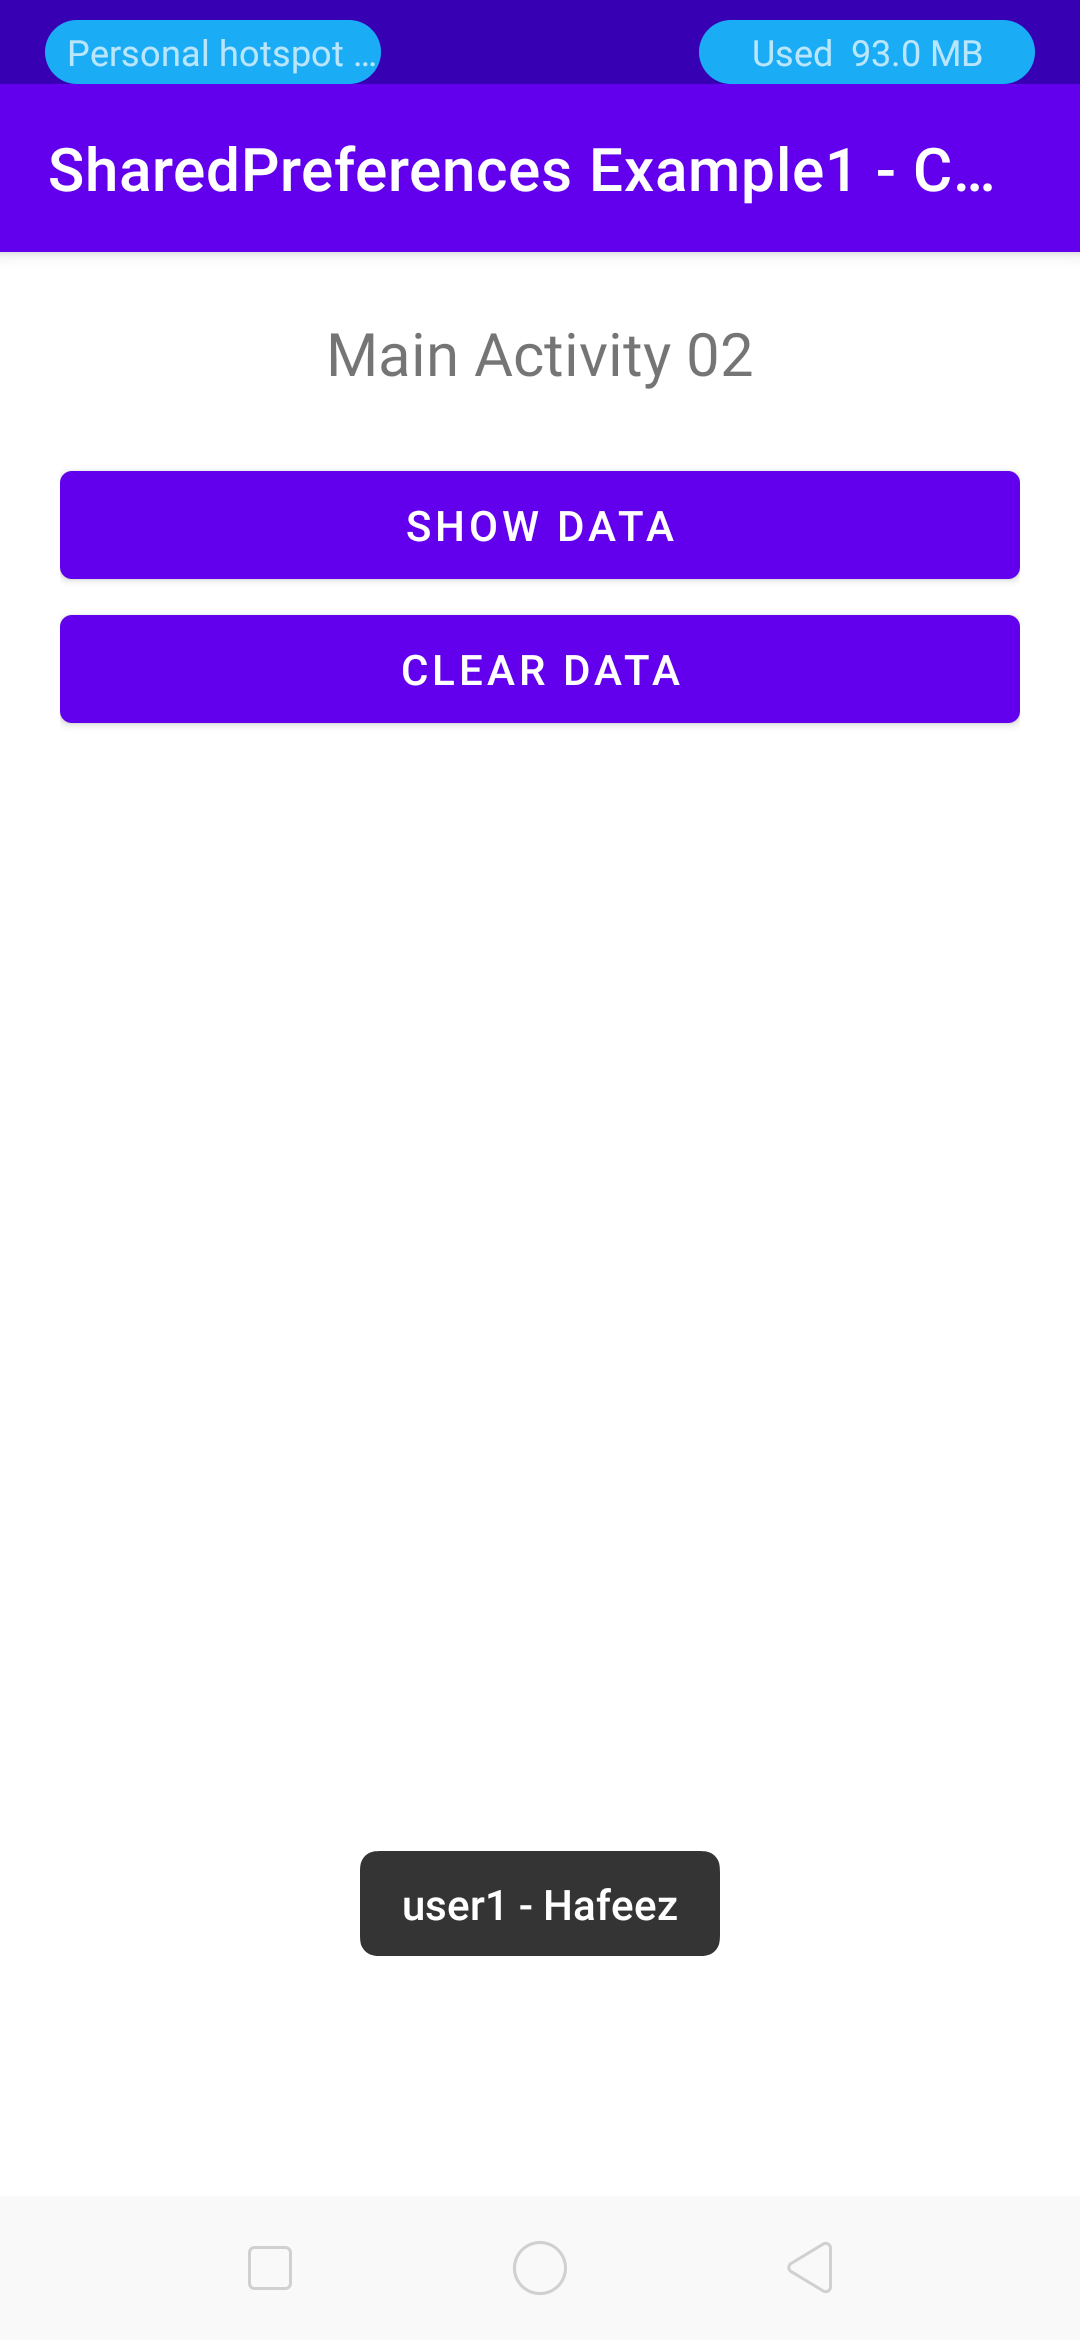 Personal hotspot ...
Used 93.0 MB
SharedPreferences Example1 - C...
Main Activity 02
SHOW DATA
CLEAR DATA
user1 - Hafeez